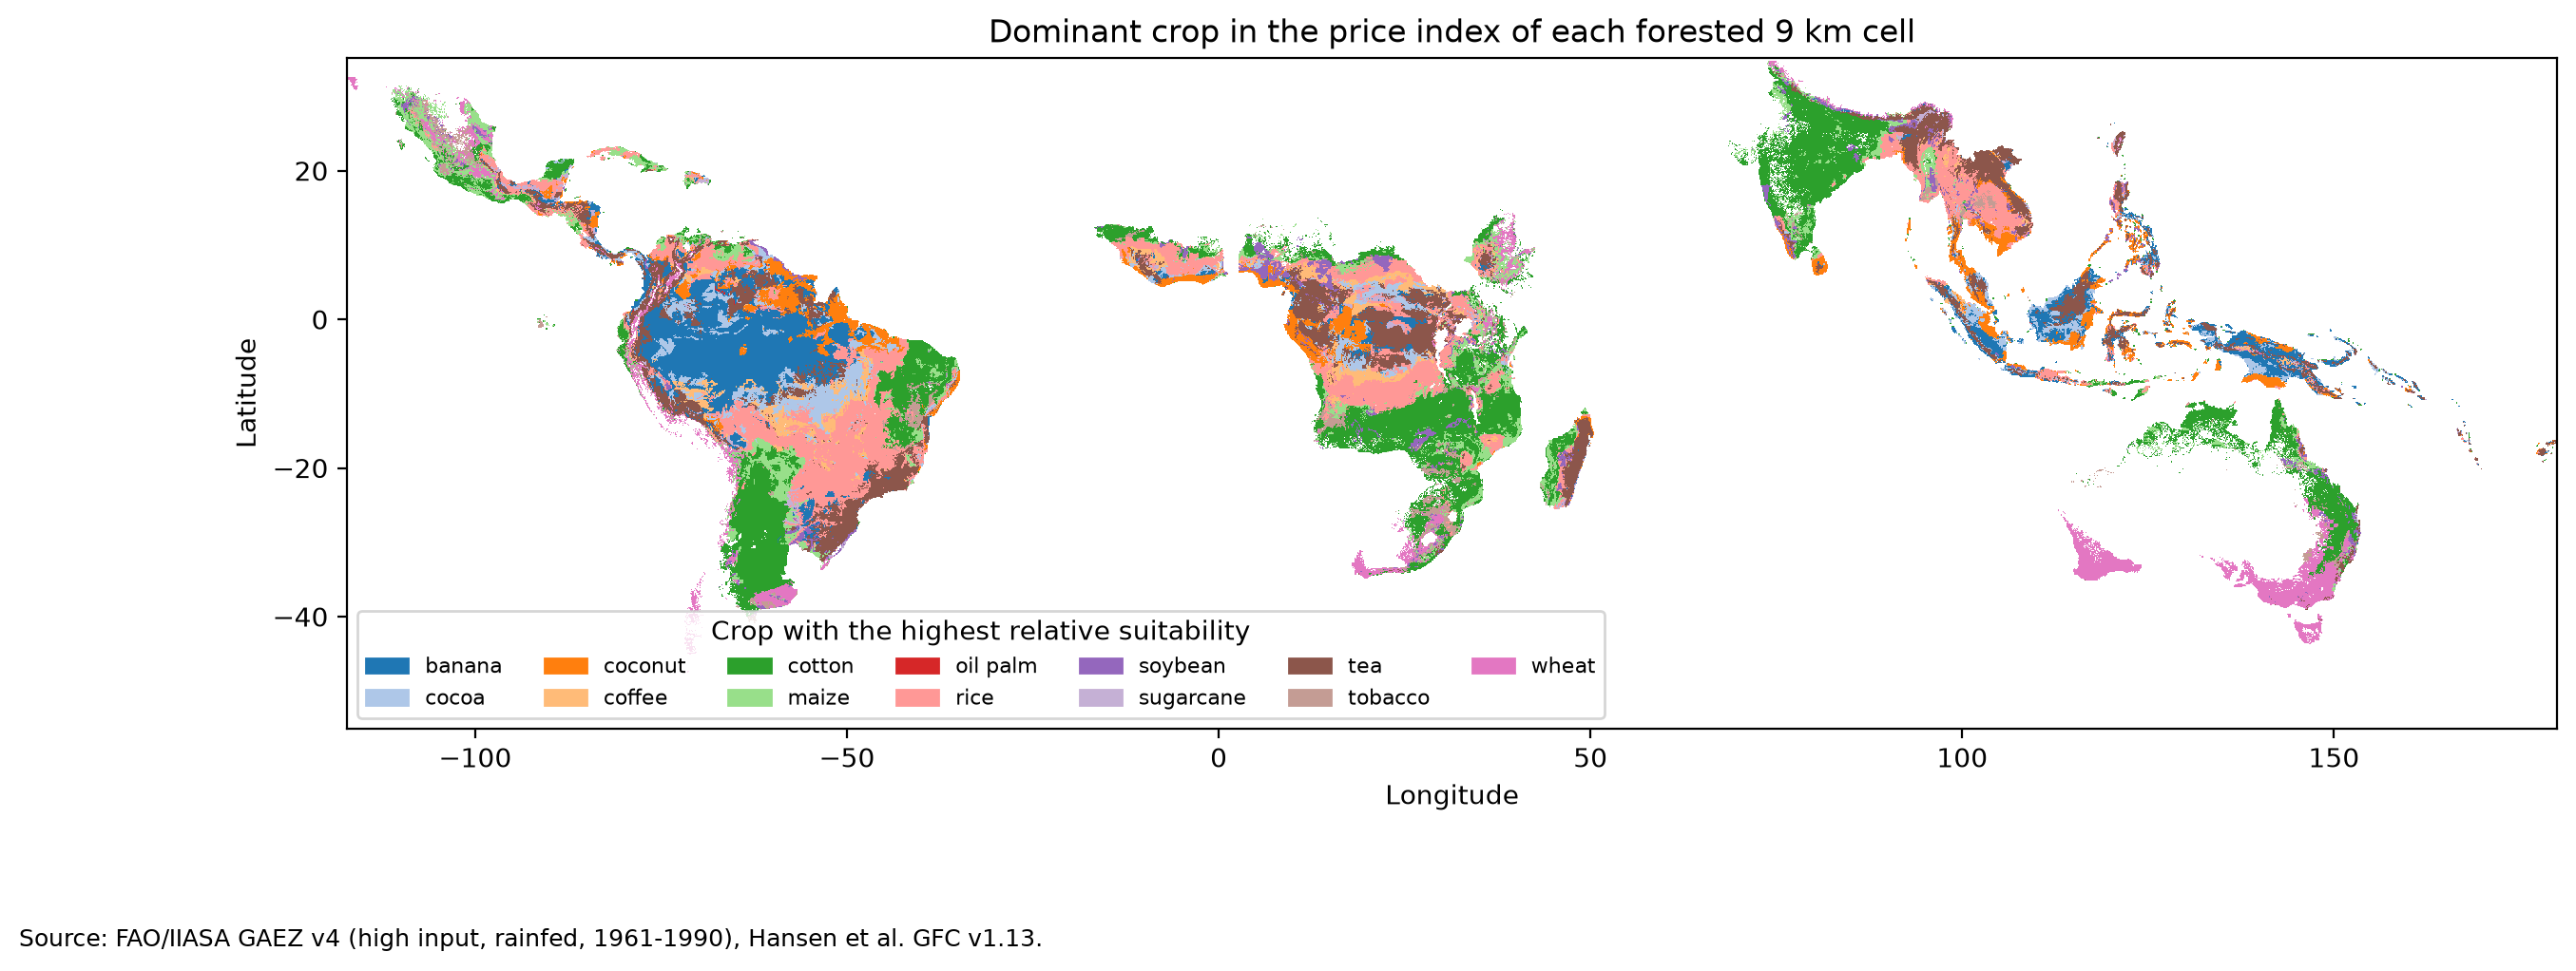 Dominant crop in the price index of each forested 9 km cell
Latitude
20
0
−20
−40
Crop with the highest relative suitability
banana coconut cotton oil palm soybean tea wheat
cocoa coffee maize rice sugarcane tobacco
−100 −50 0 50 100 150
Longitude
Source: FAO/IIASA GAEZ v4 (high input, rainfed, 1961-1990), Hansen et al. GFC v1.13.